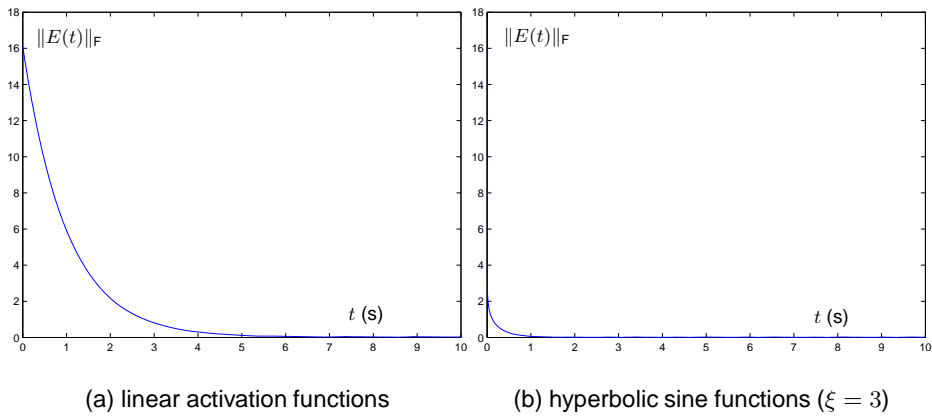 18
16
14
12
10
8
6
4
2
0
‖E(t)‖F
t (s)
0 1 2 3 4 5 6 7 8 9 10
(a) linear activation functions
18
16
14
12
10
8
6
4
2
0
‖E(t)‖F
t (s)
0 1 2 3 4 5 6 7 8 9 10
(b) hyperbolic sine functions (ξ = 3)